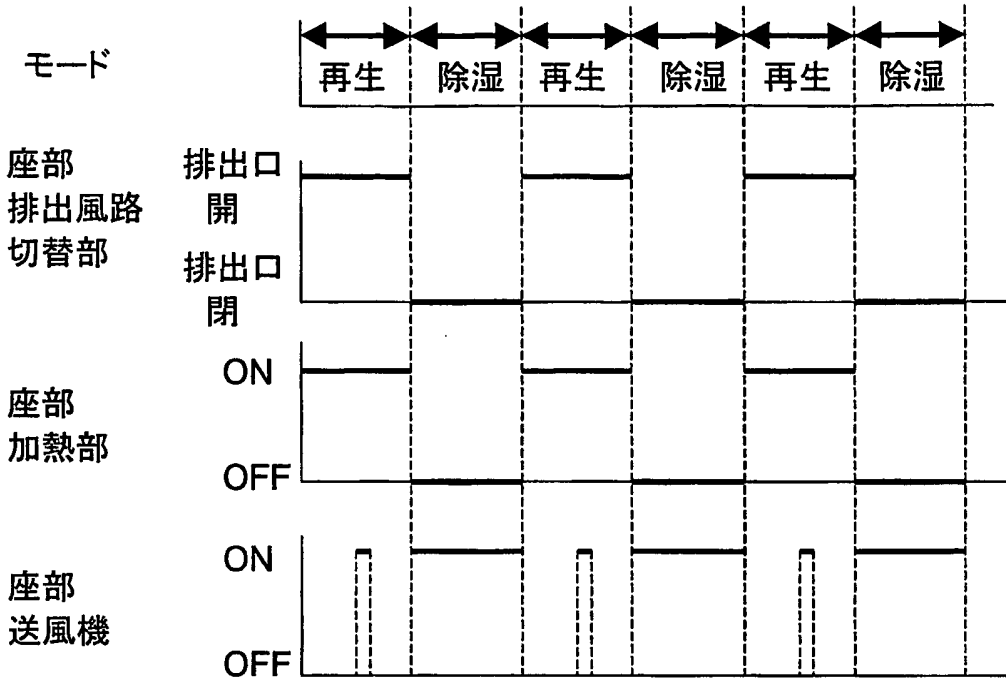 モード
再生 除湿 再生 除湿 再生 除湿
座部
排出風路
切替部
排出口
開
排出口
閉
座部
加熱部
ON
OFF
座部
送風機
ON
OFF